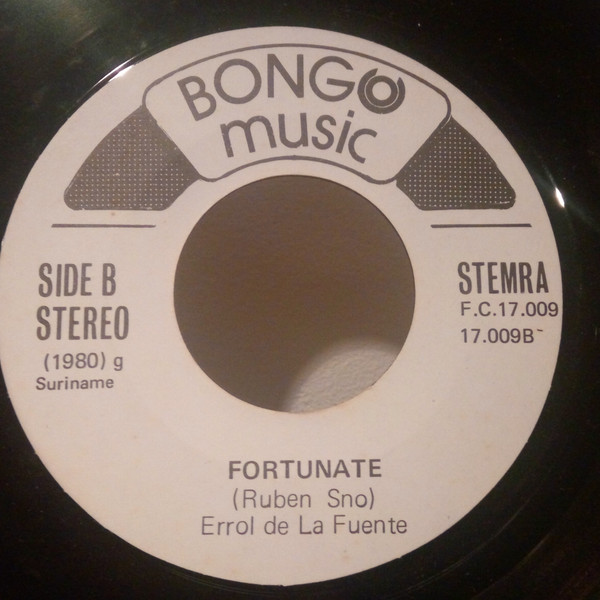 BONGO
music
SIDE B
STEREO
(1980) g
Suriname
STEMRA
F.C.17.009
17.009B
FORTUNATE
(Ruben Sno)
Errol de La Fuente